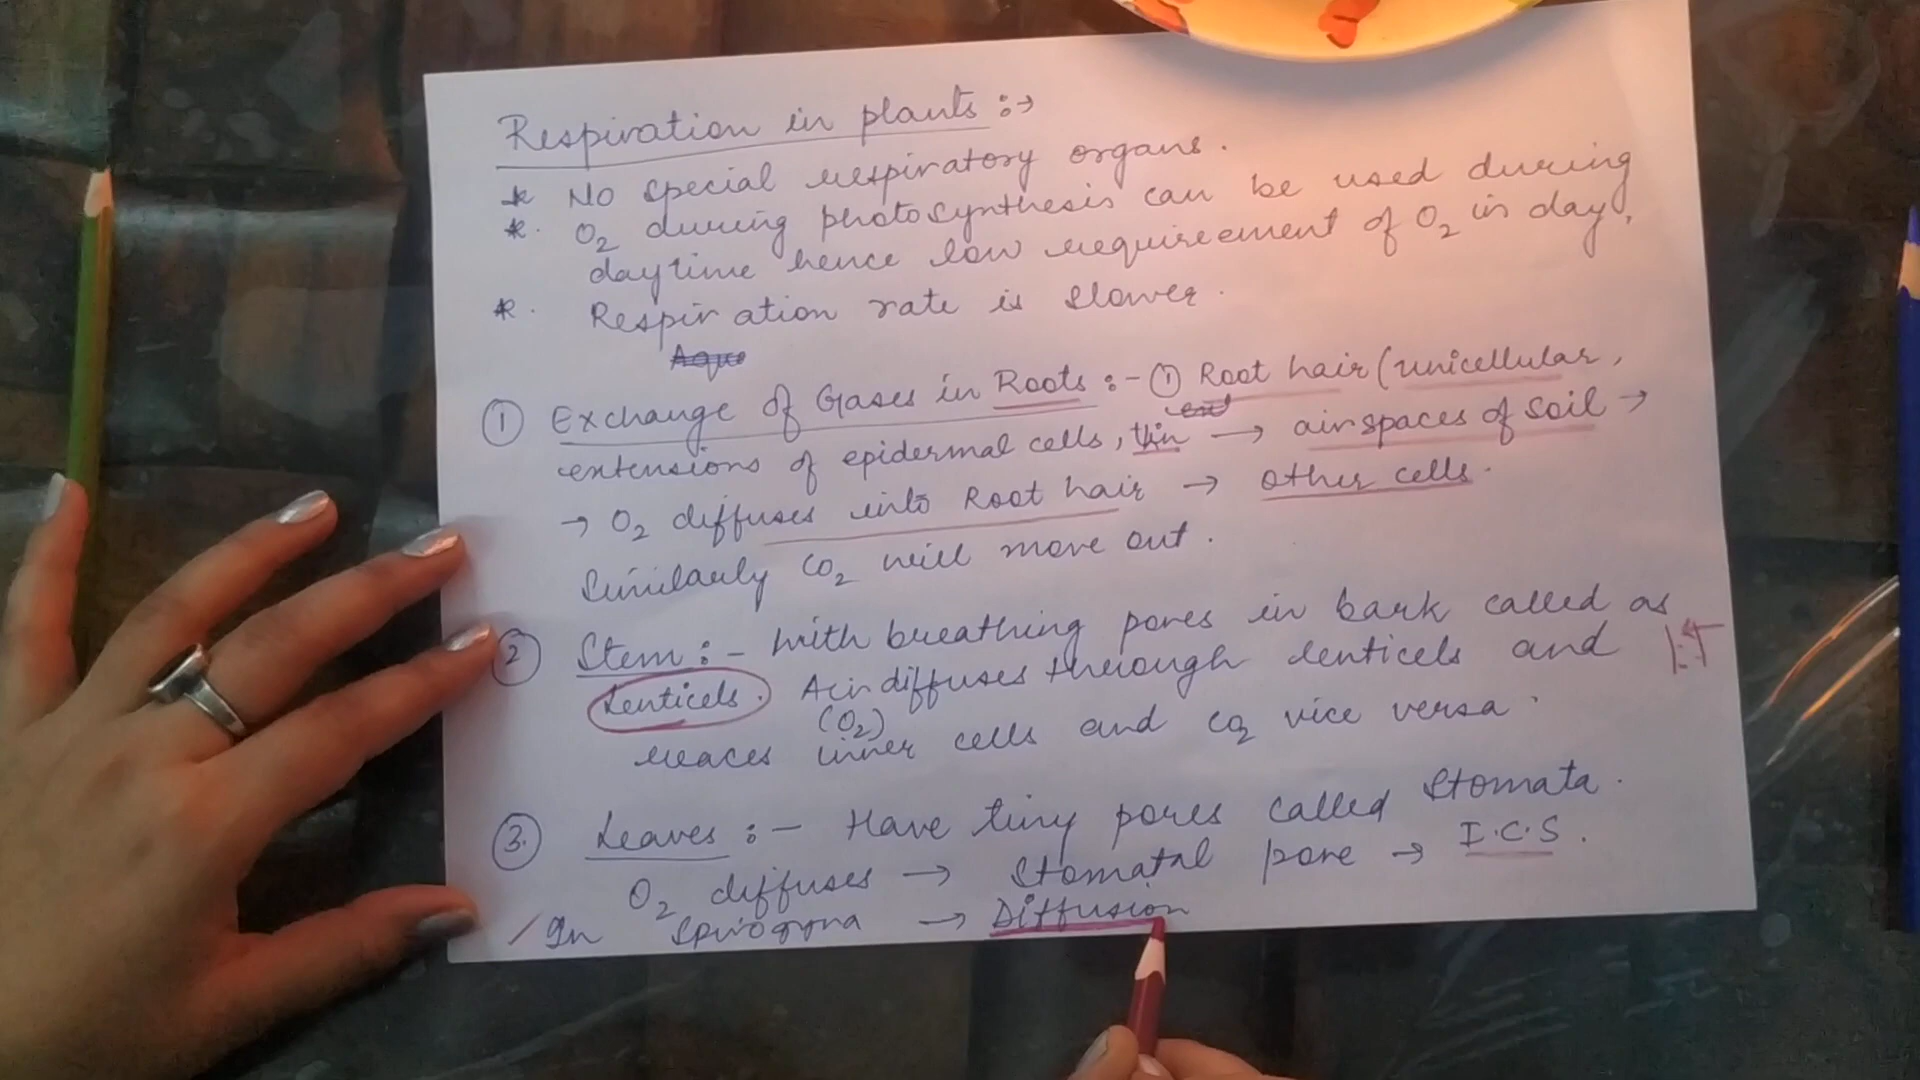 Respiration in plants :→
* No special respiratory organs.
*. O2 during photosynthesis can be used during
daytime hence low requirement of O2 in day,
*. Respiration rate is slower.
Aque
① Exchange of Gases in Roots :- ① Root hair (unicellular,
ext
extensions of epidermal cells, thin → airspaces of soil →
→ O2 diffuses into Root hair → other cells.
Similarly CO2 will move out.
② Stem :- With breathing pores in bark called as
Lenticels. Air diffuses through lenticels and
(O2)
reaces inner cells and CO2 vice versa.
③. Leaves :- Have tiny pores called Stomata.
O2 diffuses → Stomatal pore → I.C.S.
In Spirogyra → Diffusion